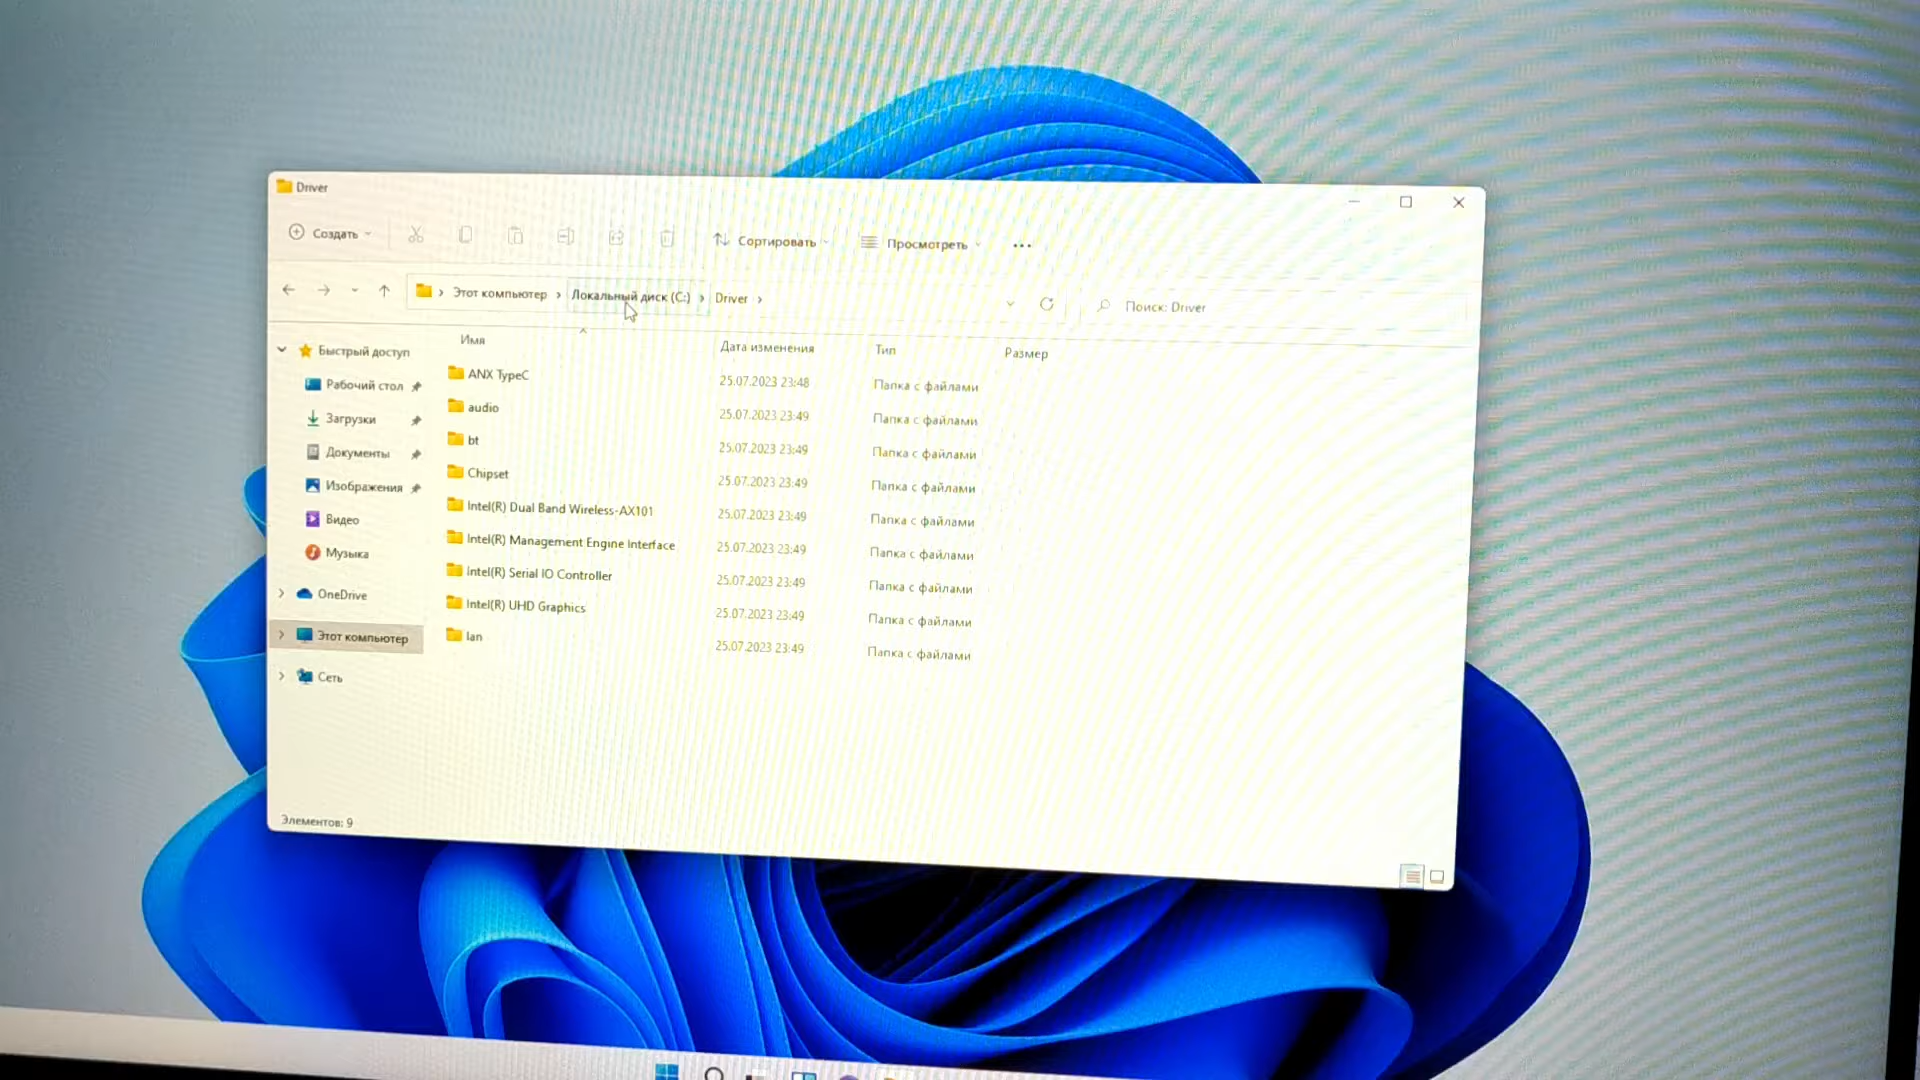 Driver
Создать
Сортировать
Просмотреть
Этот компьютер
Локальный диск (C:)
Driver
Поиск: Driver
Имя
Дата изменения
Тип
Размер
Быстрый доступ
Рабочий стол
Загрузки
Документы
Изображения
Видео
Музыка
OneDrive
Этот компьютер
Сеть
ANX TypeC 25.07.2023 23:48 Папка с файлами
audio 25.07.2023 23:49 Папка с файлами
bt 25.07.2023 23:49 Папка с файлами
Chipset 25.07.2023 23:49 Папка с файлами
Intel(R) Dual Band Wireless-AX101 25.07.2023 23:49 Папка с файлами
Intel(R) Management Engine Interface 25.07.2023 23:49 Папка с файлами
Intel(R) Serial IO Controller 25.07.2023 23:49 Папка с файлами
Intel(R) UHD Graphics 25.07.2023 23:49 Папка с файлами
lan 25.07.2023 23:49 Папка с файлами
Элементов: 9